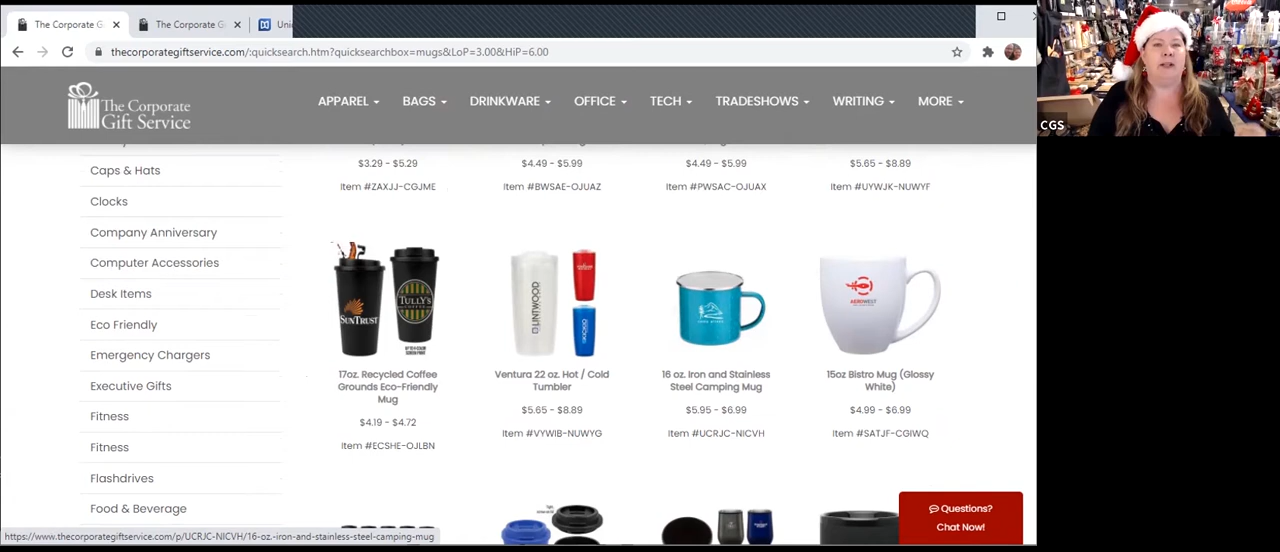 The Corporate G
The Corporate G
Uni
thecorporategiftservice.com/:quicksearch.htm?quicksearchbox=mugs&LoP=3.00&HiP=6.00
The Corporate
Gift Service
APPAREL
BAGS
DRINKWARE
OFFICE
TECH
TRADESHOWS
WRITING
MORE
CGS
Caps & Hats
Clocks
Company Anniversary
Computer Accessories
Desk Items
Eco Friendly
Emergency Chargers
Executive Gifts
Fitness
Fitness
Flashdrives
Food & Beverage
$3.29 - $5.29
Item #ZAXJJ-CGJME
$4.49 - $5.99
Item #BWSAE-OJUAZ
$4.49 - $5.99
Item #PWSAC-OJUAX
$5.65 - $8.89
Item #UYWJK-NUWYF
SUNTRUST
TULLY'S
COFFEE
17oz. Recycled Coffee
Grounds Eco-Friendly
Mug
$4.19 - $4.72
Item #ECSHE-OJLBN
LINTWOOD
Ventura 22 oz. Hot / Cold
Tumbler
$5.65 - $8.89
Item #VYWIB-NUWYG
16 oz. Iron and Stainless
Steel Camping Mug
$5.95 - $6.99
Item #UCRJC-NICVH
AEROWEST
15oz Bistro Mug (Glossy
White)
$4.99 - $6.99
Item #SATJF-CGIWQ
Questions?
Chat Now!
https://www.thecorporategiftservice.com/p/UCRJC-NICVH/16-oz.-iron-and-stainless-steel-camping-mug